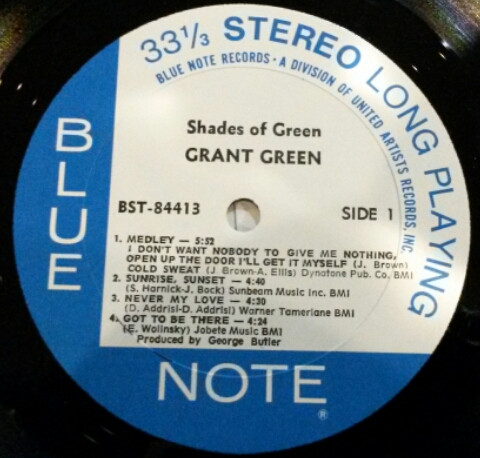 33⅓ STEREO LONG PLAYING
BLUE NOTE RECORDS · A DIVISION OF UNITED ARTISTS RECORDS, INC.
Shades of Green
GRANT GREEN
BST-84413
SIDE 1
1. MEDLEY — 5:52
I DON'T WANT NOBODY TO GIVE ME NOTHING,
OPEN UP THE DOOR I'LL GET IT MYSELF (J. Brown)
COLD SWEAT (J. Brown-A. Ellis) Dynatone Pub. Co. BMI
2. SUNRISE, SUNSET — 4:40
(S. Harnick-J. Bock) Sunbeam Music Inc. BMI
3. NEVER MY LOVE — 4:30
(D. Addrisi-D. Addrisi) Warner Tamerlane BMI
4. GOT TO BE THERE — 4:24
(E. Wolinsky) Jobete Music BMI
Produced by George Butler
BLUE
NOTE®